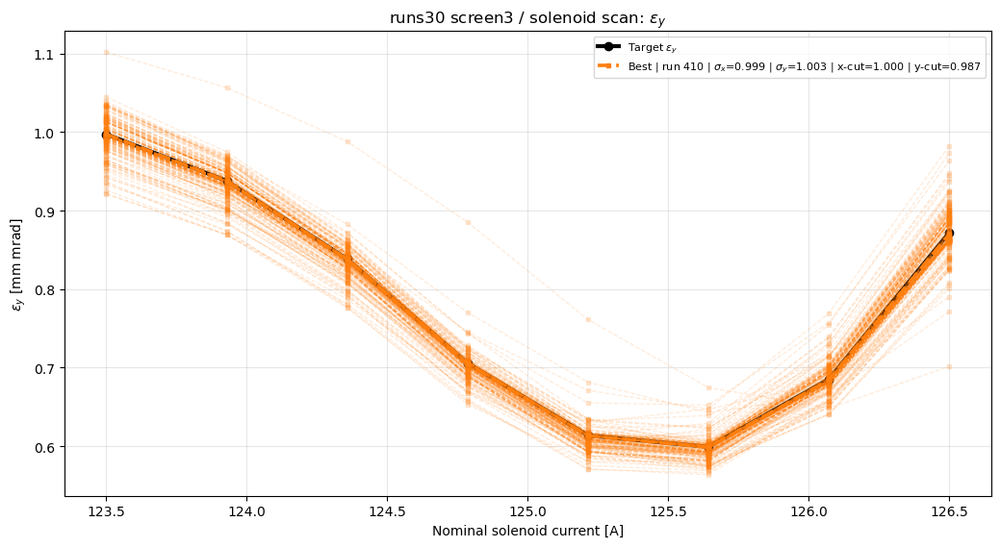 runs30 screen3 / solenoid scan: εy
Target εy
Best | run 410 | σx=0.999 | σy=1.003 | x-cut=1.000 | y-cut=0.987
εy [mm mrad]
1.1
1.0
0.9
0.8
0.7
0.6
123.5 124.0 124.5 125.0 125.5 126.0 126.5
Nominal solenoid current [A]